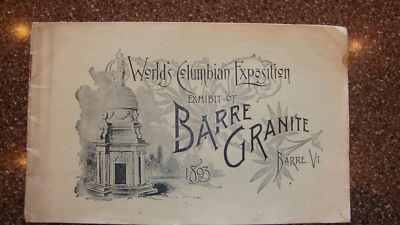 World's Columbian Exposition
EXHIBIT OF
BARRE
GRANITE
BARRE VT.
1893